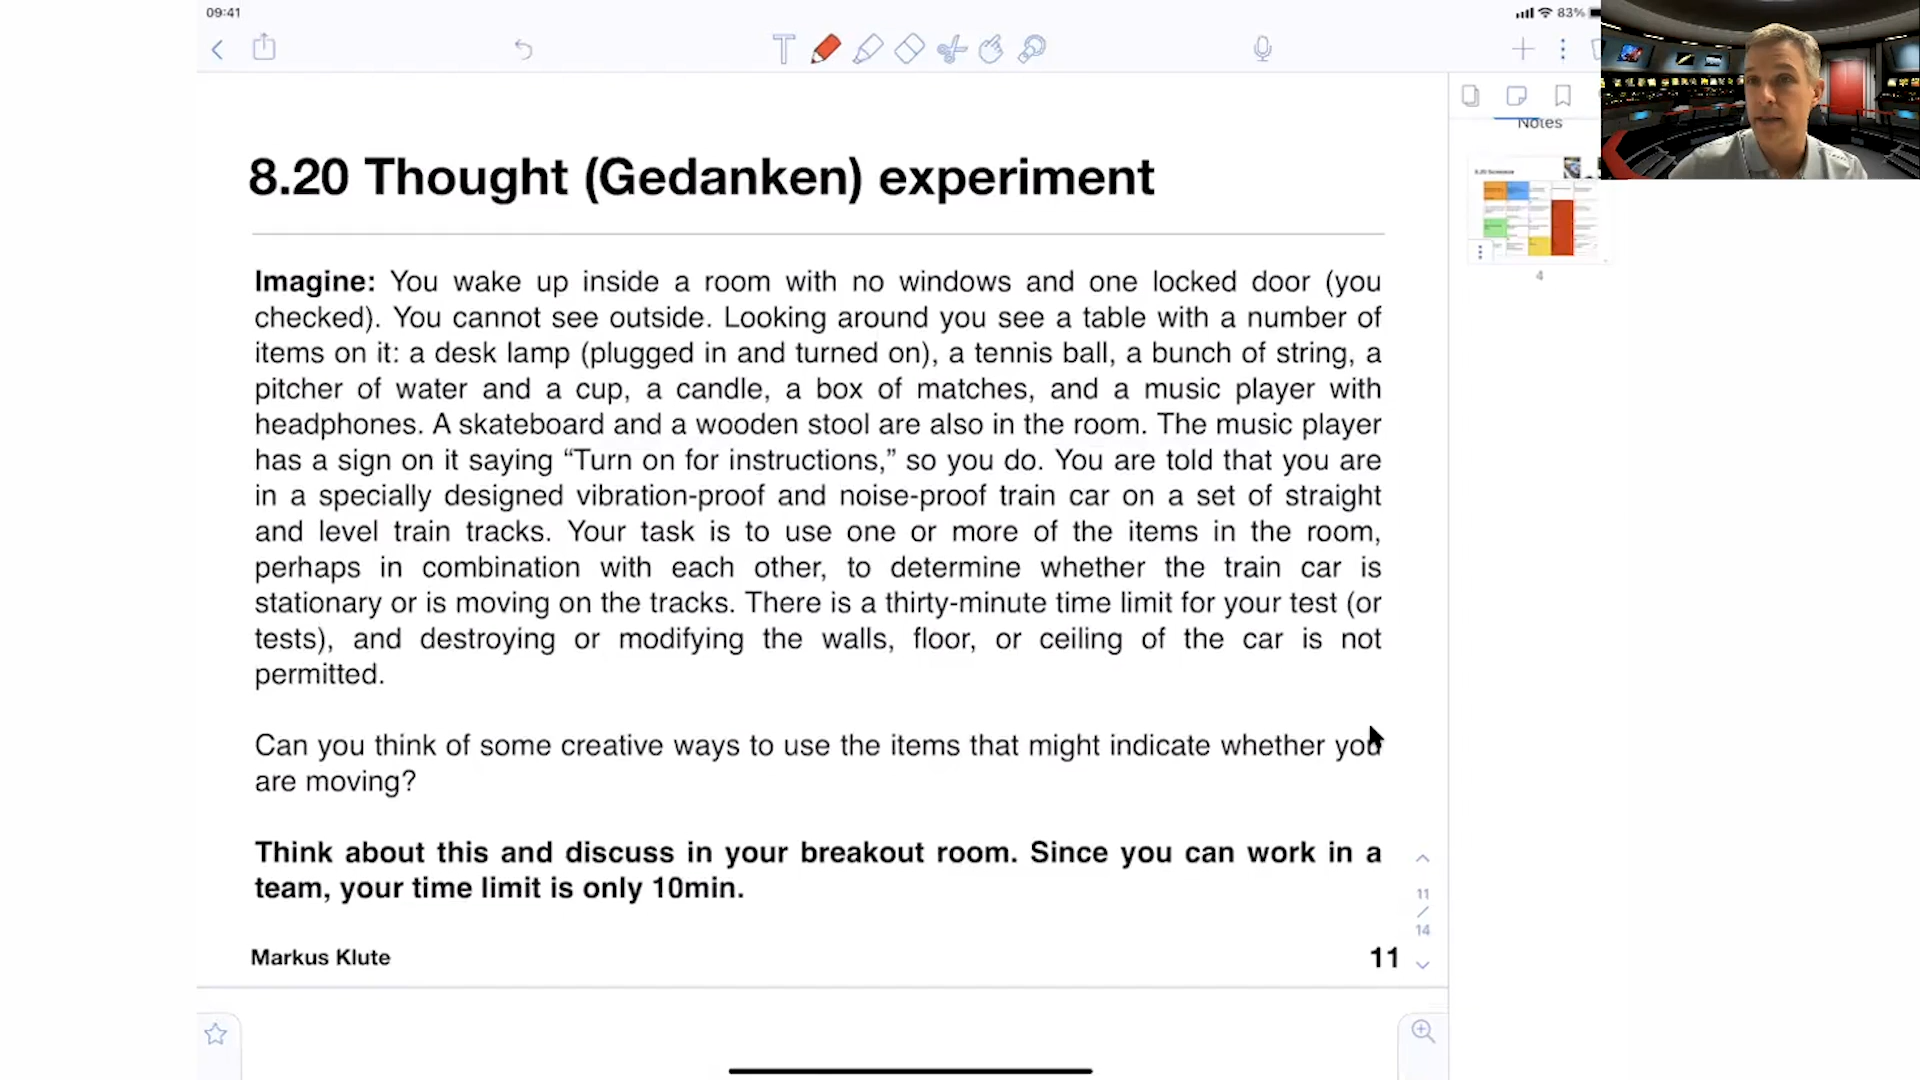 09:41
83%
Notes
8.20 Thought (Gedanken) experiment
4
Imagine: You wake up inside a room with no windows and one locked door (you
checked). You cannot see outside. Looking around you see a table with a number of
items on it: a desk lamp (plugged in and turned on), a tennis ball, a bunch of string, a
pitcher of water and a cup, a candle, a box of matches, and a music player with
headphones. A skateboard and a wooden stool are also in the room. The music player
has a sign on it saying “Turn on for instructions,” so you do. You are told that you are
in a specially designed vibration-proof and noise-proof train car on a set of straight
and level train tracks. Your task is to use one or more of the items in the room,
perhaps in combination with each other, to determine whether the train car is
stationary or is moving on the tracks. There is a thirty-minute time limit for your test (or
tests), and destroying or modifying the walls, floor, or ceiling of the car is not
permitted.
Can you think of some creative ways to use the items that might indicate whether you
are moving?
Think about this and discuss in your breakout room. Since you can work in a
team, your time limit is only 10min.
11
/
14
Markus Klute
11